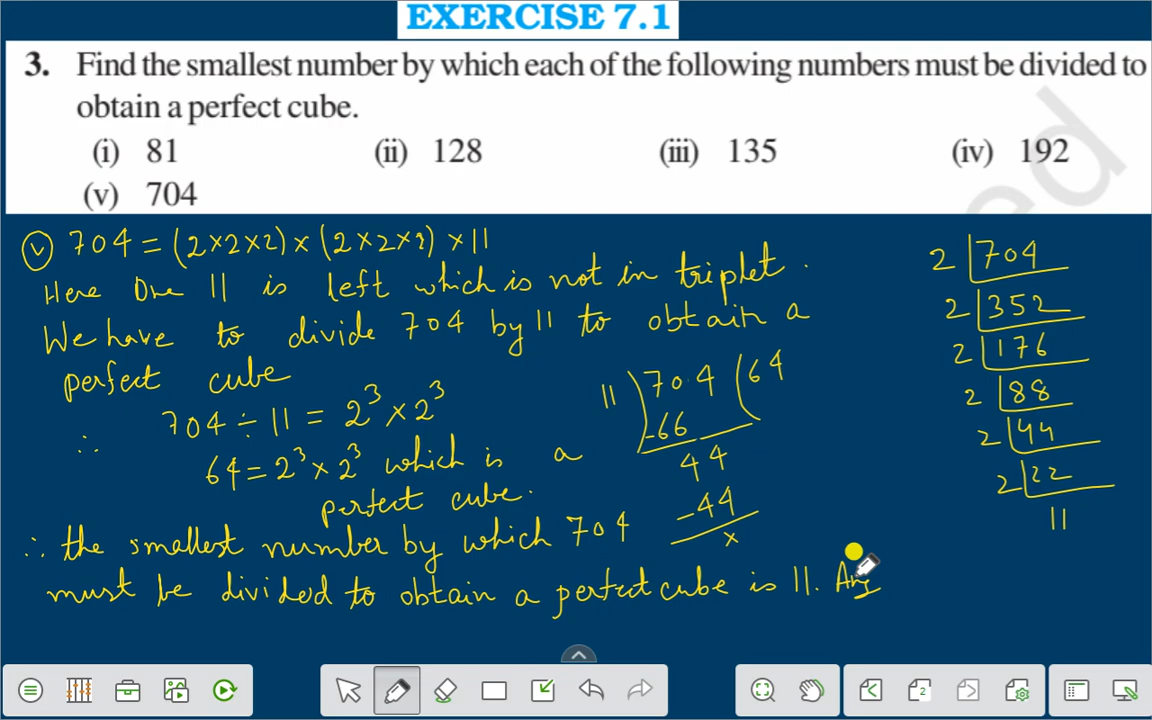 EXERCISE 7.1
3. Find the smallest number by which each of the following numbers must be divided to
obtain a perfect cube.
(i) 81 (ii) 128 (iii) 135 (iv) 192
(v) 704
(v) 704 = (2×2×2) × (2×2×2) × 11
Here One 11 is left which is not in triplet.
We have to divide 704 by 11 to obtain a
perfect cube
∴ 704 ÷ 11 = 2³ × 2³
64 = 2³ × 2³ which is a
perfect cube.
∴ the smallest number by which 704
must be divided to obtain a perfect cube is 11. Ans
11 ) 704 ( 64
-66
44
-44
×
2 | 704
2 | 352
2 | 176
2 | 88
2 | 44
2 | 22
11
2